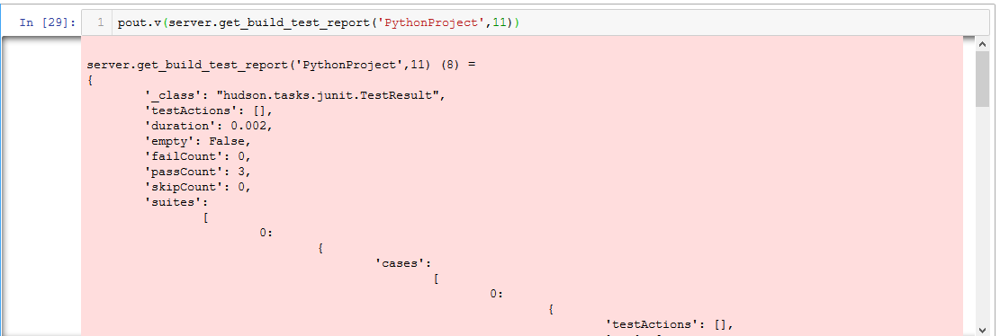 In [29]: 1 pout.v(server.get_build_test_report('PythonProject',11))
server.get_build_test_report('PythonProject',11) (8) =
{
'_class': "hudson.tasks.junit.TestResult",
'testActions': [],
'duration': 0.002,
'empty': False,
'failCount': 0,
'passCount': 3,
'skipCount': 0,
'suites':
[
0:
{
'cases':
[
0:
{
'testActions': [],